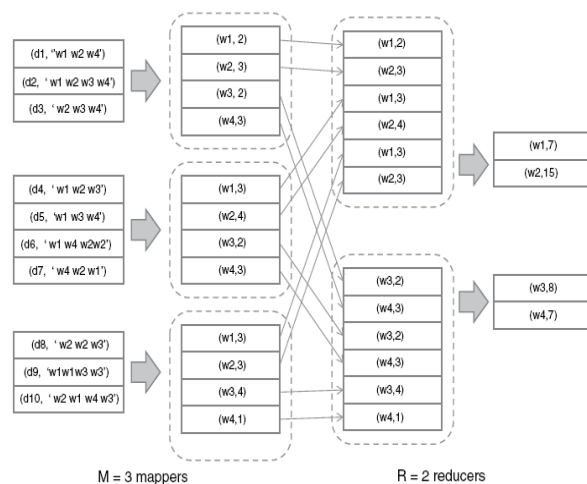 (d1, ‘'w1 w2 w4’)
(d2, ‘ w1 w2 w3 w4’)
(d3, ‘ w2 w3 w4’)
(d4, ‘ w1 w2 w3’)
(d5, ‘ w1 w3 w4’)
(d6, ‘ w1 w4 w2w2’)
(d7, ‘ w4 w2 w1’)
(d8, ‘ w2 w2 w3’)
(d9, ‘w1w1w3 w3’)
(d10, ‘ w2 w1 w4 w3’)
(w1, 2)
(w2, 3)
(w3, 2)
(w4,3)
(w1,3)
(w2,4)
(w3,2)
(w4,3)
(w1,3)
(w2,3)
(w3,4)
(w4,1)
M = 3 mappers
(w1,2)
(w2,3)
(w1,3)
(w2,4)
(w1,3)
(w2,3)
(w3,2)
(w4,3)
(w3,2)
(w4,3)
(w3,4)
(w4,1)
R = 2 reducers
(w1,7)
(w2,15)
(w3,8)
(w4,7)